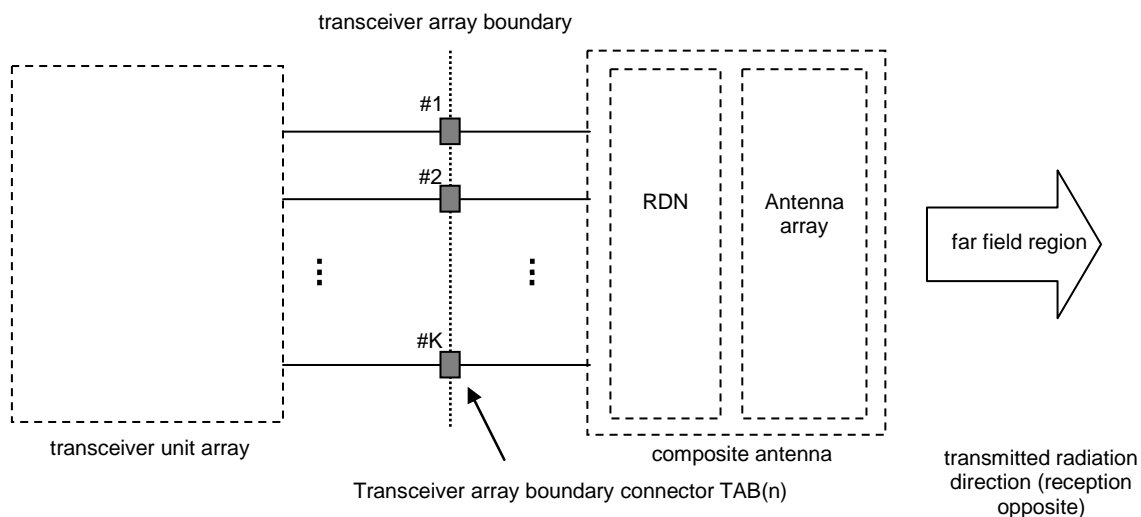 transceiver array boundary
#1
#2
RDN
Antenna
array
far field region
#K
transceiver unit array
composite antenna
transmitted radiation
direction (reception
opposite)
Transceiver array boundary connector TAB(n)